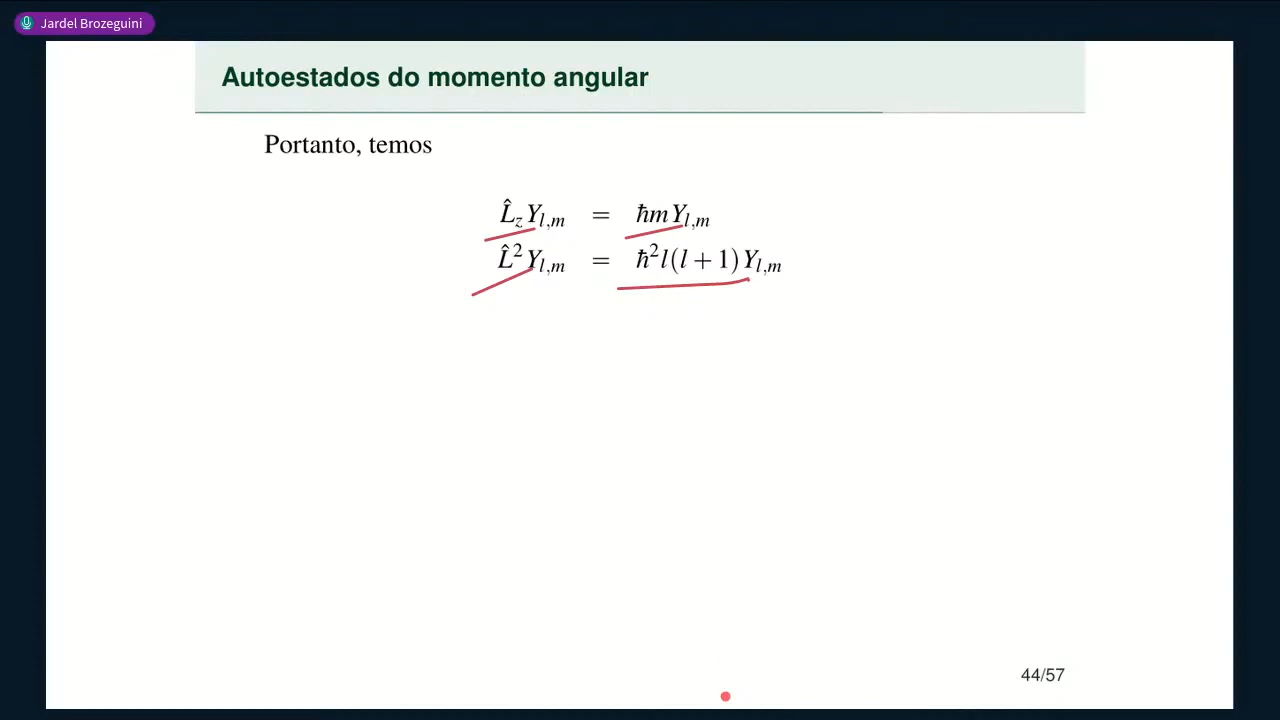 Jardel Brozeguini
Autoestados do momento angular
Portanto, temos
L̂_z Y_{l,m} = ħm Y_{l,m}
L̂² Y_{l,m} = ħ² l(l + 1) Y_{l,m}
44/57